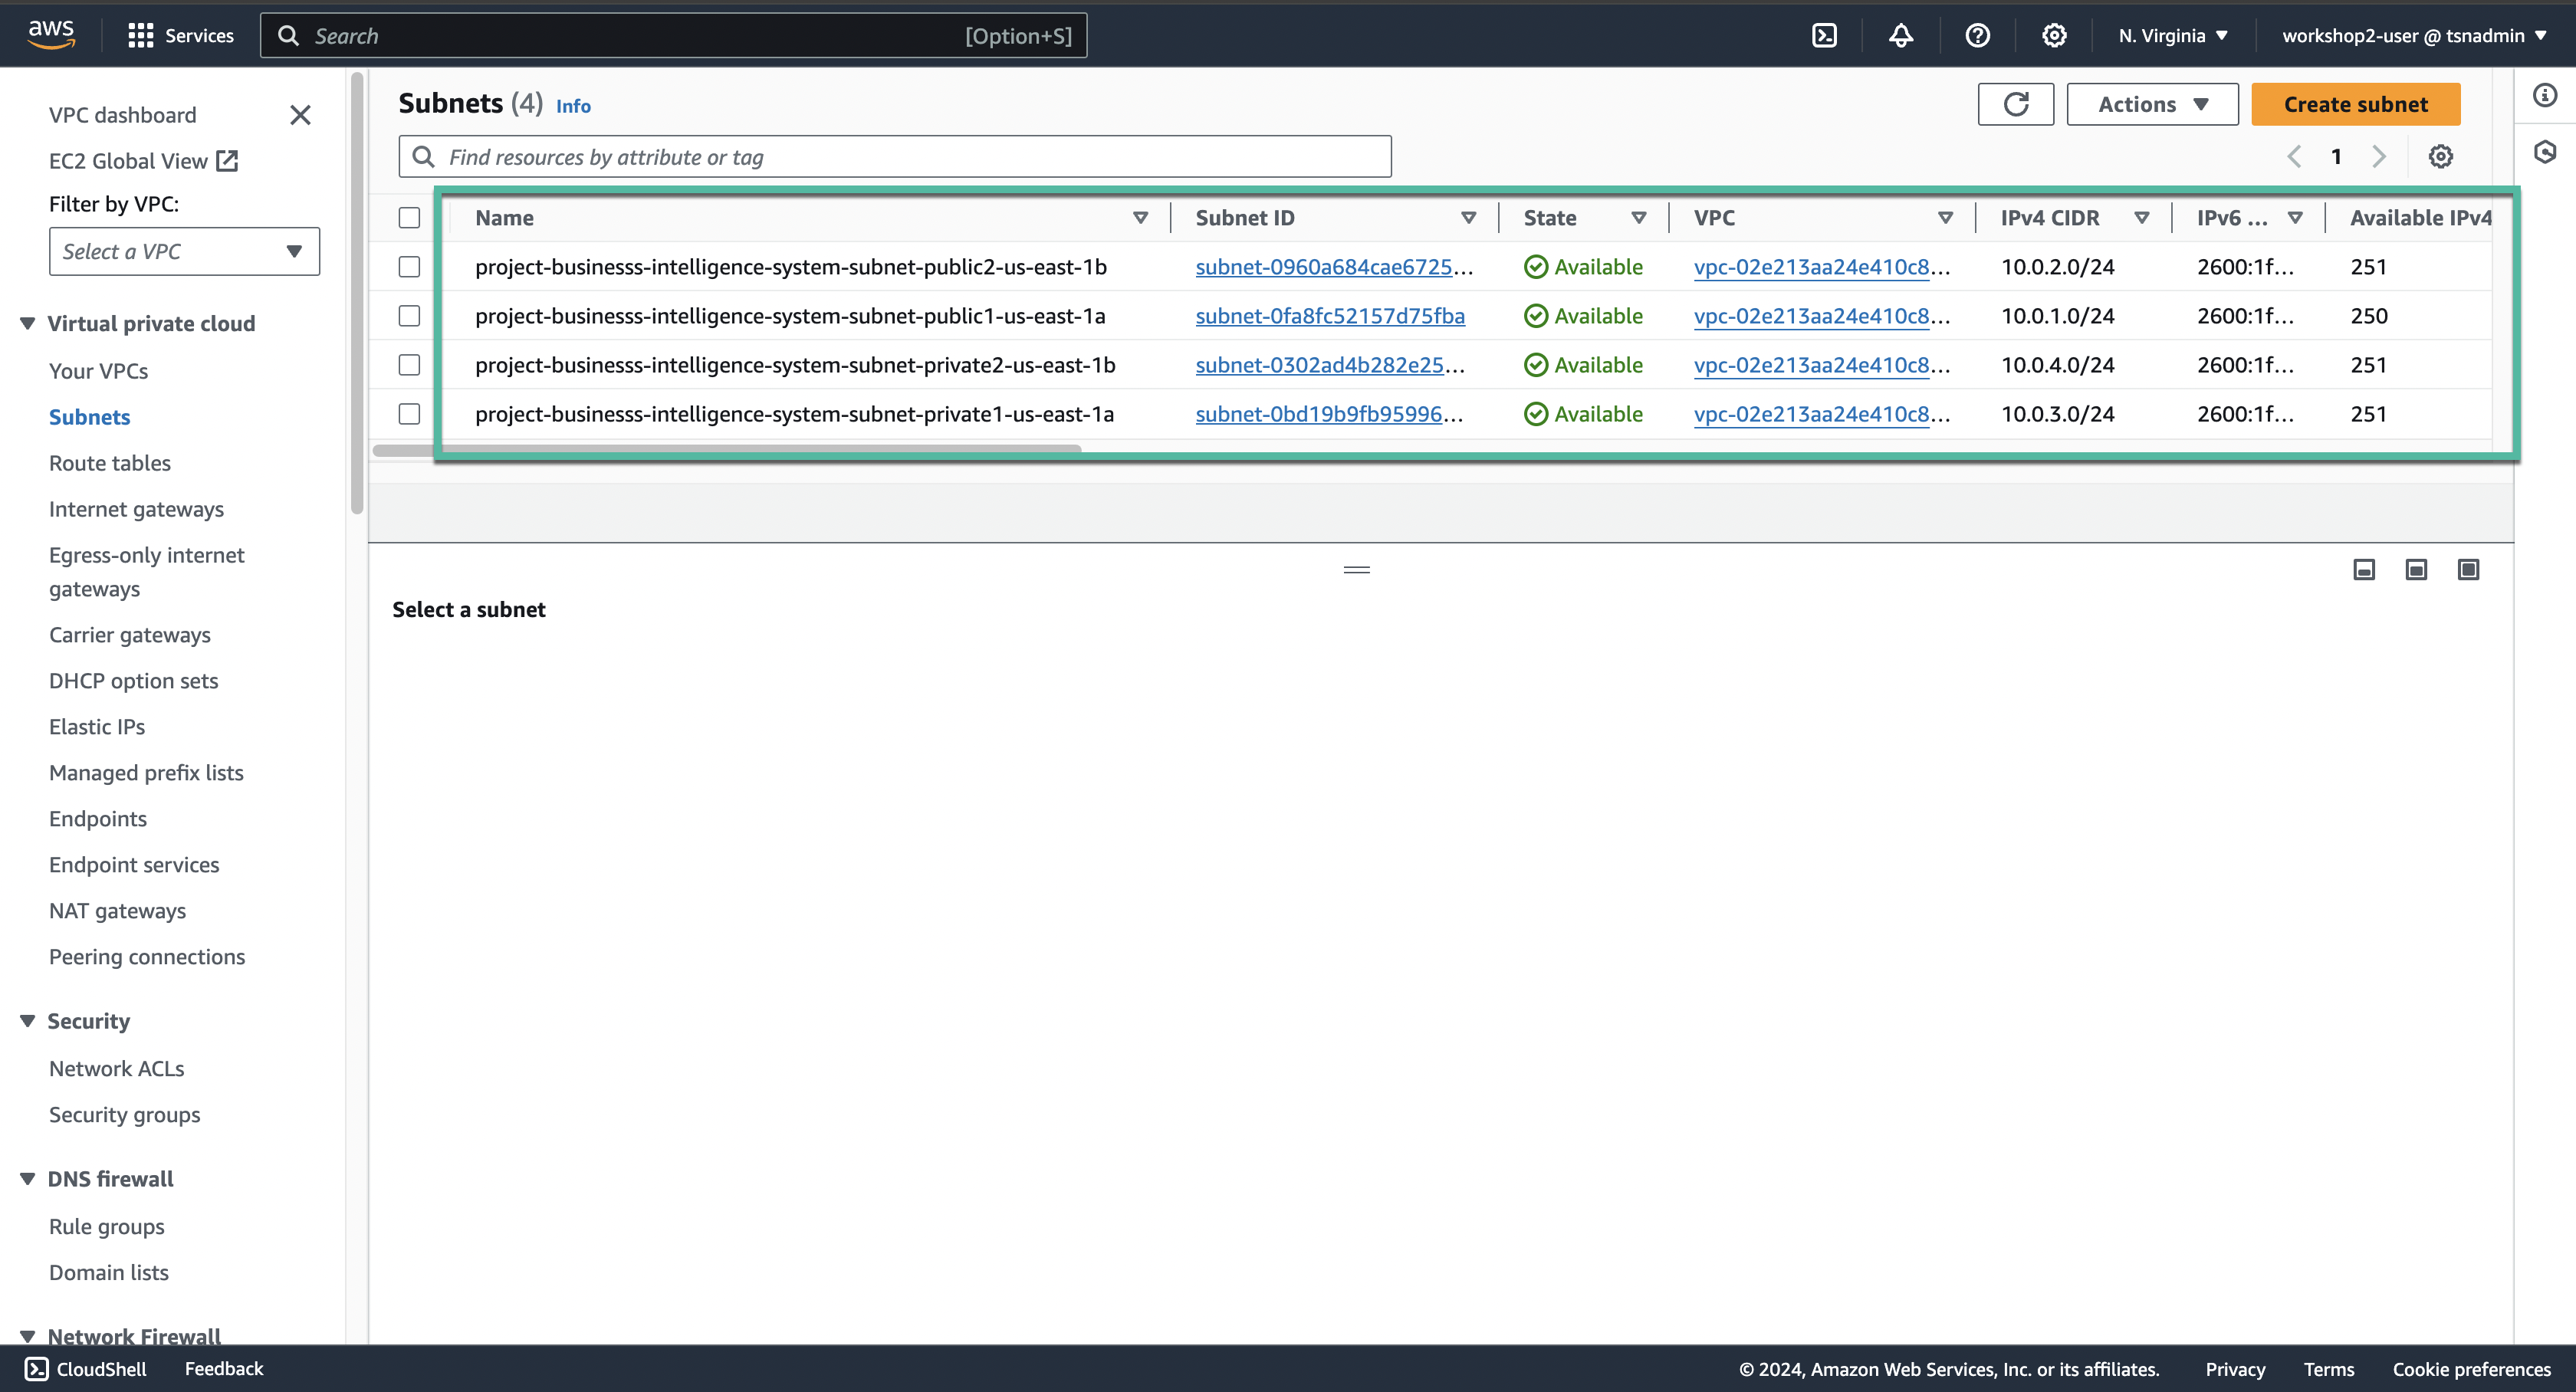 aws Services Search [Option+S] N. Virginia workshop2-user @ tsnadmin
VPC dashboard
EC2 Global View
Filter by VPC:
Select a VPC
Virtual private cloud
Your VPCs
Subnets
Route tables
Internet gateways
Egress-only internet
gateways
Carrier gateways
DHCP option sets
Elastic IPs
Managed prefix lists
Endpoints
Endpoint services
NAT gateways
Peering connections
Security
Network ACLs
Security groups
DNS firewall
Rule groups
Domain lists
Network Firewall
Subnets (4) Info
Actions Create subnet
Find resources by attribute or tag
1
Name Subnet ID State VPC IPv4 CIDR IPv6 ... Available IPv4
project-businesss-intelligence-system-subnet-public2-us-east-1b subnet-0960a684cae6725... Available vpc-02e213aa24e410c8... 10.0.2.0/24 2600:1f... 251
project-businesss-intelligence-system-subnet-public1-us-east-1a subnet-0fa8fc52157d75fba Available vpc-02e213aa24e410c8... 10.0.1.0/24 2600:1f... 250
project-businesss-intelligence-system-subnet-private2-us-east-1b subnet-0302ad4b282e25... Available vpc-02e213aa24e410c8... 10.0.4.0/24 2600:1f... 251
project-businesss-intelligence-system-subnet-private1-us-east-1a subnet-0bd19b9fb95996... Available vpc-02e213aa24e410c8... 10.0.3.0/24 2600:1f... 251
Select a subnet
CloudShell Feedback © 2024, Amazon Web Services, Inc. or its affiliates. Privacy Terms Cookie preferences